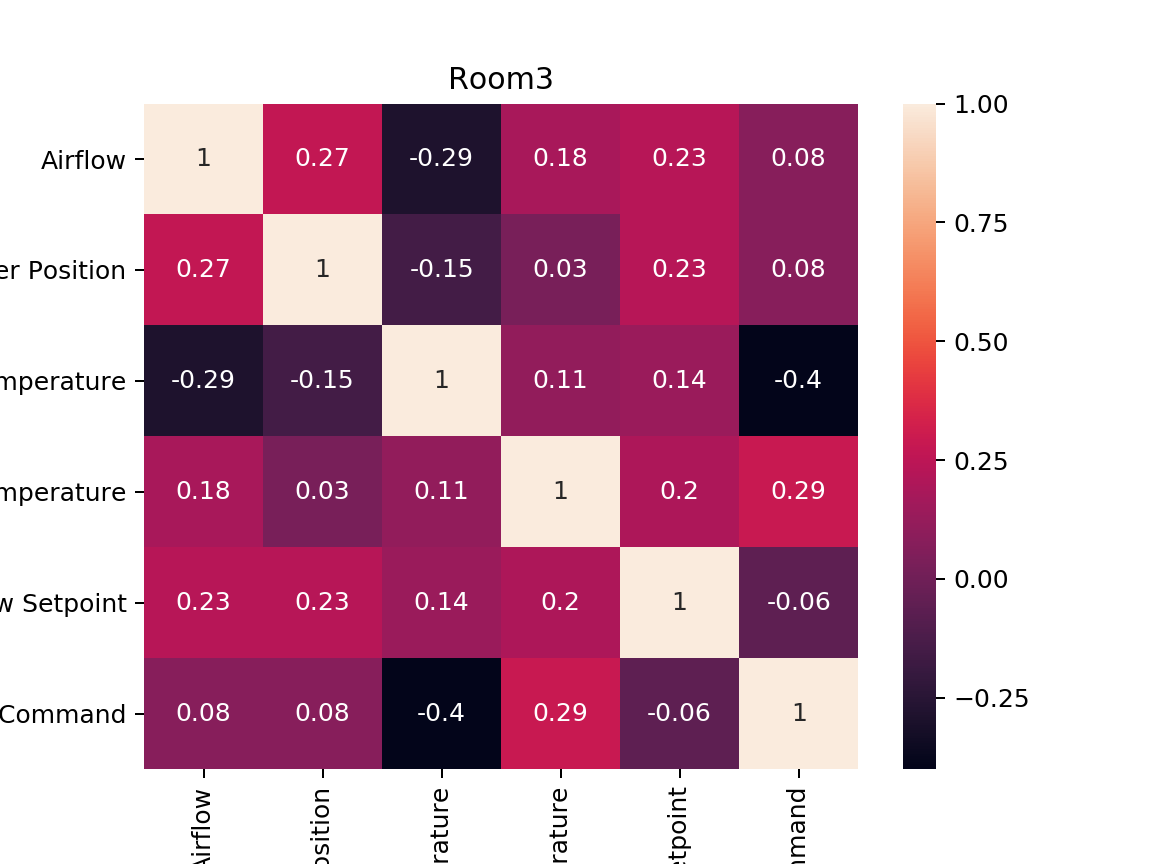 Room3
Airflow 1 0.27 -0.29 0.18 0.23 0.08
er Position 0.27 1 -0.15 0.03 0.23 0.08
mperature -0.29 -0.15 1 0.11 0.14 -0.4
mperature 0.18 0.03 0.11 1 0.2 0.29
w Setpoint 0.23 0.23 0.14 0.2 1 -0.06
Command 0.08 0.08 -0.4 0.29 -0.06 1
Airflow
osition
rature
rature
etpoint
mmand
1.00
0.75
0.50
0.25
0.00
−0.25